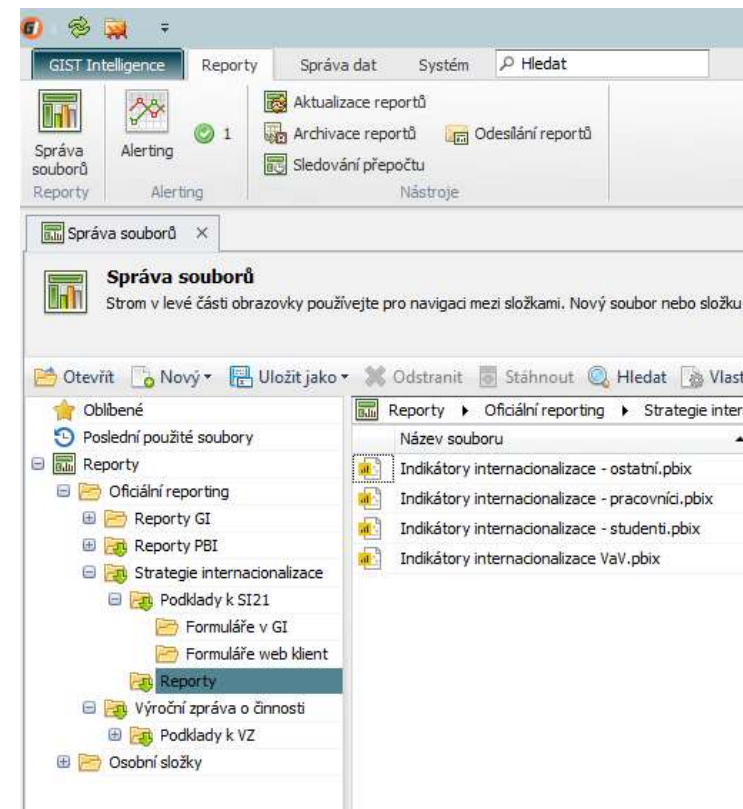 GIST Intelligence Reporty Správa dat Systém Hledat
Aktualizace reportů
1 Archivace reportů Odesílání reportů
Správa souborů Alerting Sledování přepočtu
Reporty Alerting Nástroje
Správa souborů
Správa souborů
Strom v levé části obrazovky používejte pro navigaci mezi složkami. Nový soubor nebo složku
Otevřít Nový Uložit jako Odstranit Stáhnout Hledat Vlast
Oblíbené
Poslední použité soubory
Reporty
Oficiální reporting
Reporty GI
Reporty PBI
Strategie internacionalizace
Podklady k SI21
Formuláře v GI
Formuláře web klient
Reporty
Výroční zpráva o činnosti
Podklady k VZ
Osobní složky
Reporty Oficiální reporting Strategie inter
Název souboru
Indikátory internacionalizace - ostatní.pbix
Indikátory internacionalizace - pracovníci.pbix
Indikátory internacionalizace - studenti.pbix
Indikátory internacionalizace VaV.pbix